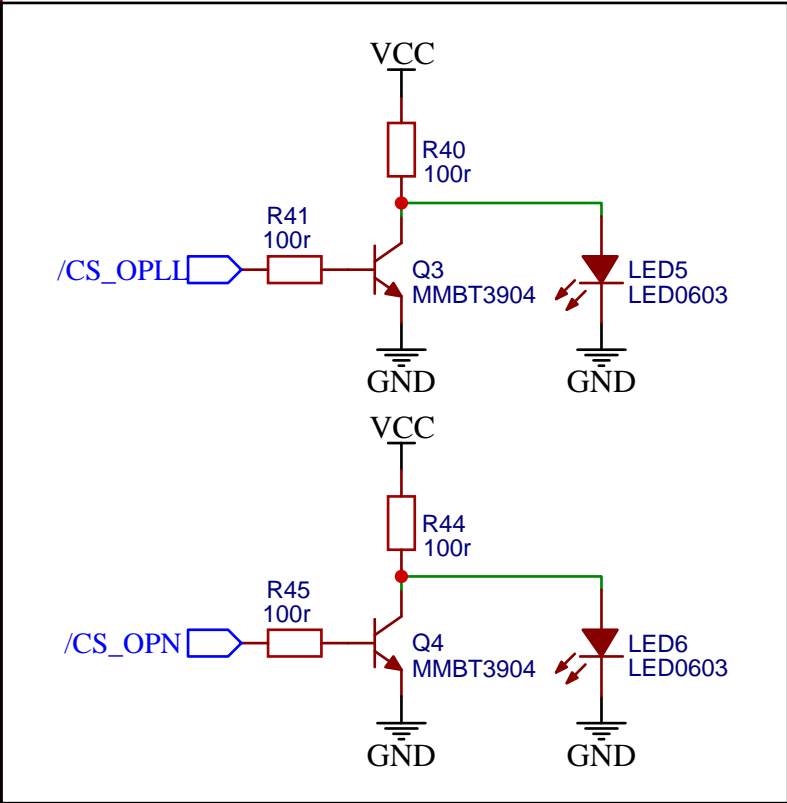 VCC
R40
100r
R41
100r
/CS_OPLL
Q3
MMBT3904
LED5
LED0603
GND
GND
VCC
R44
100r
R45
100r
/CS_OPN
Q4
MMBT3904
LED6
LED0603
GND
GND